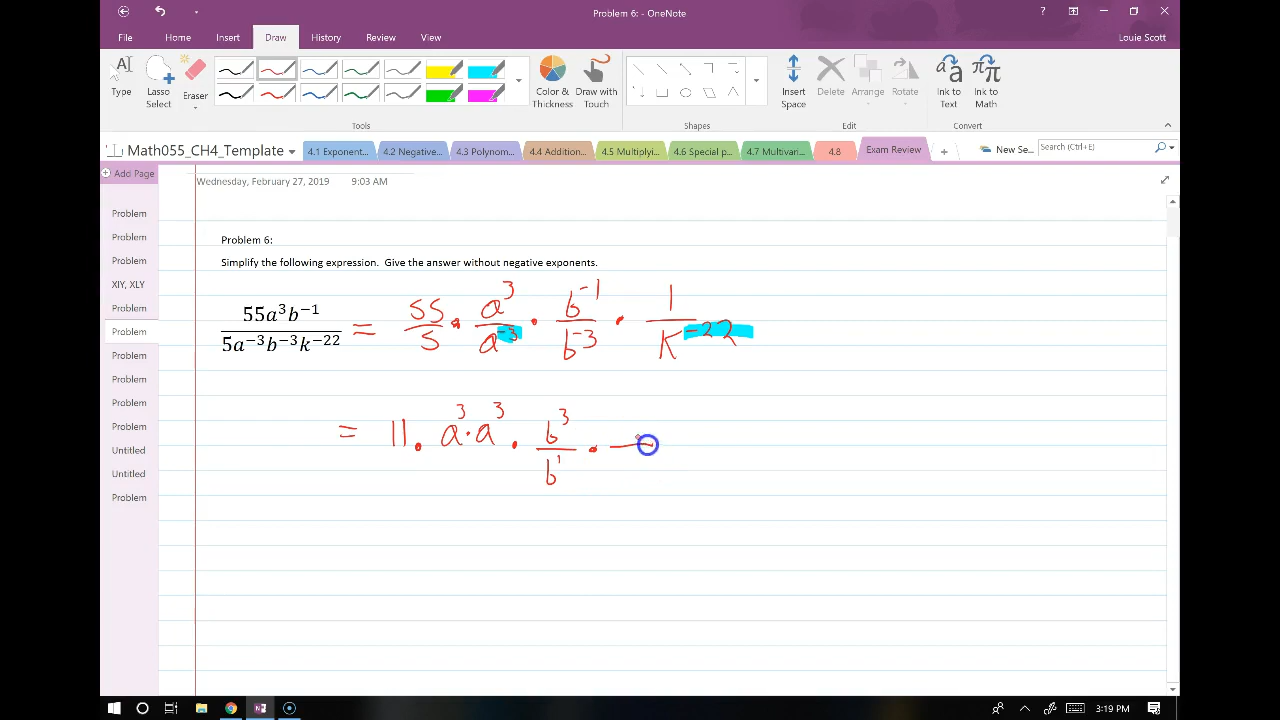 Problem 6: - OneNote
?
Louie Scott
File Home Insert Draw History Review View
Type
Lasso Select
Eraser
Color & Thickness
Draw with Touch
Insert Space
Delete
Arrange
Rotate
Ink to Text
Ink to Math
Tools
Shapes
Edit
Convert
Math055_CH4_Template
4.1 Exponent...
4.2 Negative...
4.3 Polynom...
4.4 Addition...
4.5 Multiplyi...
4.6 Special p...
4.7 Multivari...
4.8
Exam Review
New Se...
Search (Ctrl+E)
Add Page
Problem
Problem
Problem
XIY, XLY
Problem
Problem
Problem
Problem
Problem
Problem
Untitled
Untitled
Problem
Wednesday, February 27, 2019 9:03 AM
Problem 6:
Simplify the following expression. Give the answer without negative exponents.
55a³b⁻¹ / 5a⁻³b⁻³k⁻²² = 55/5 · a³/a⁻³ · b⁻¹/b⁻³ · 1/K⁻²²
= 11 · a³ · a³ · b³/b¹ · —
3:19 PM